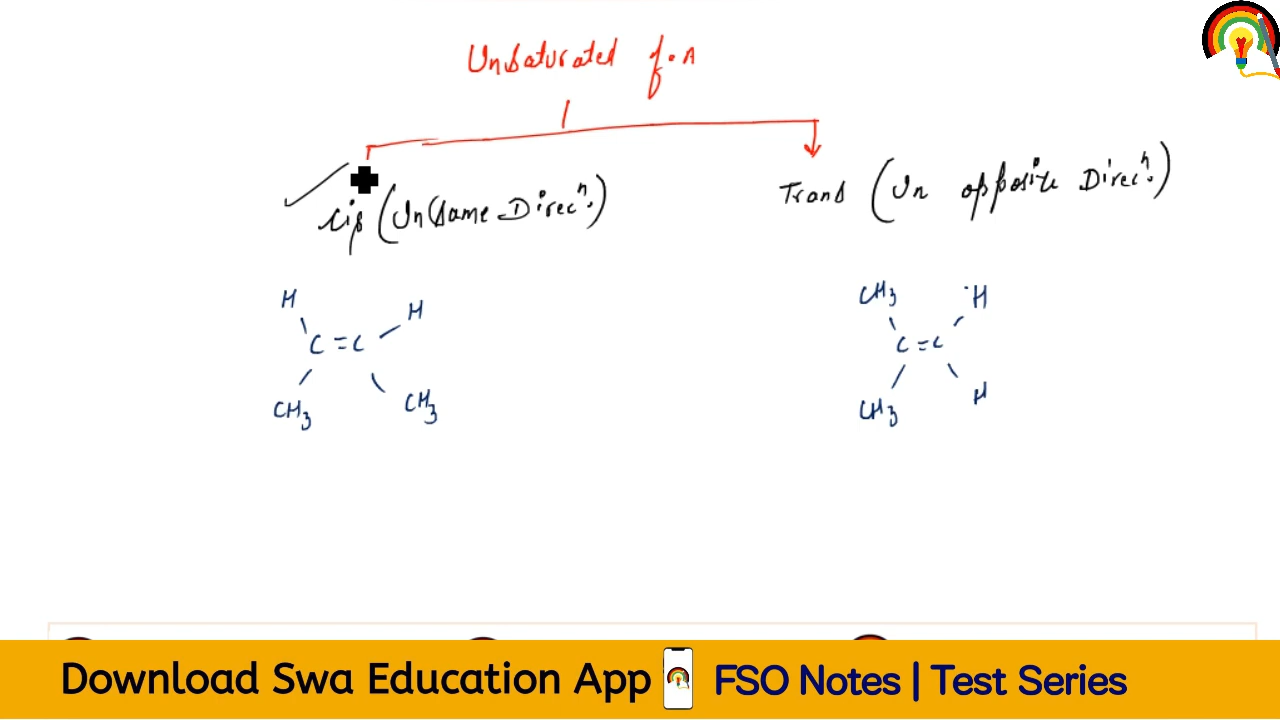 Unsaturated f.A
Cis (In Same Direcⁿ.)
Trans (In opposite Direcⁿ.)
H
H
C = C
CH3
CH3
CH3
H
C = C
CH3
H
Download Swa Education App
FSO Notes | Test Series